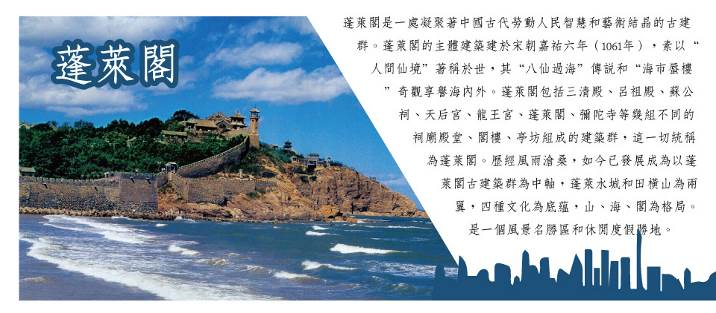 蓬萊閣
蓬萊閣是一處凝聚著中國古代勞動人民智慧和藝術結晶的古建
群。蓬萊閣的主體建築建於宋朝嘉祐六年（1061年），素以“
人間仙境”著稱於世，其“八仙過海”傳說和“海市蜃樓
”奇觀享譽海內外。蓬萊閣包括三清殿、呂祖殿、蘇公
祠、天后宮、龍王宮、蓬萊閣、彌陀寺等幾組不同的
祠廟殿堂、閣樓、亭坊組成的建築群，這一切統稱
為蓬萊閣。歷經風雨滄桑，如今已發展成為以蓬
萊閣古建築群為中軸，蓬萊水城和田橫山為兩
翼，四種文化為底蘊，山、海、閣為格局。
是一個風景名勝區和休閒度假勝地。